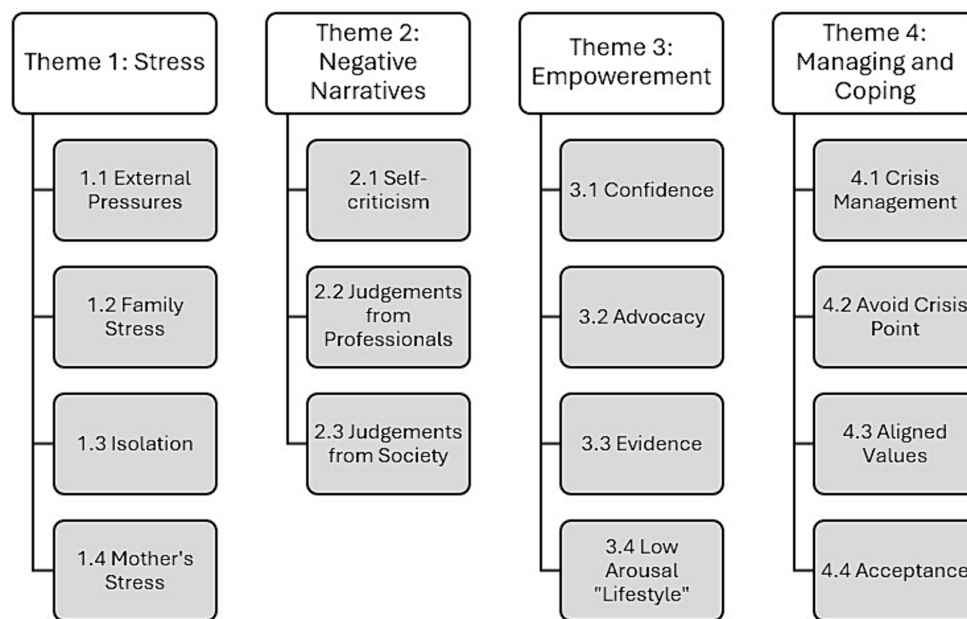 Theme 1: Stress
1.1 External
Pressures
1.2 Family
Stress
1.3 Isolation
1.4 Mother's
Stress
Theme 2:
Negative
Narratives
2.1 Self-
criticism
2.2 Judgements
from
Professionals
2.3 Judgements
from Society
Theme 3:
Empowerement
3.1 Confidence
3.2 Advocacy
3.3 Evidence
3.4 Low
Arousal
"Lifestyle"
Theme 4:
Managing and
Coping
4.1 Crisis
Management
4.2 Avoid Crisis
Point
4.3 Aligned
Values
4.4 Acceptance